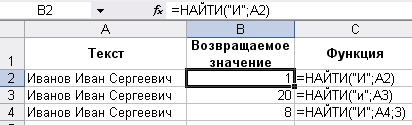 B2 fx =НАЙТИ("И";A2)
A B C
1 Текст Возвращаемое значение Функция
2 Иванов Иван Сергеевич 1 =НАЙТИ("И";A2)
3 Иванов Иван Сергеевич 20 =НАЙТИ("и";A3)
4 Иванов Иван Сергеевич 8 =НАЙТИ("И";A4;3)